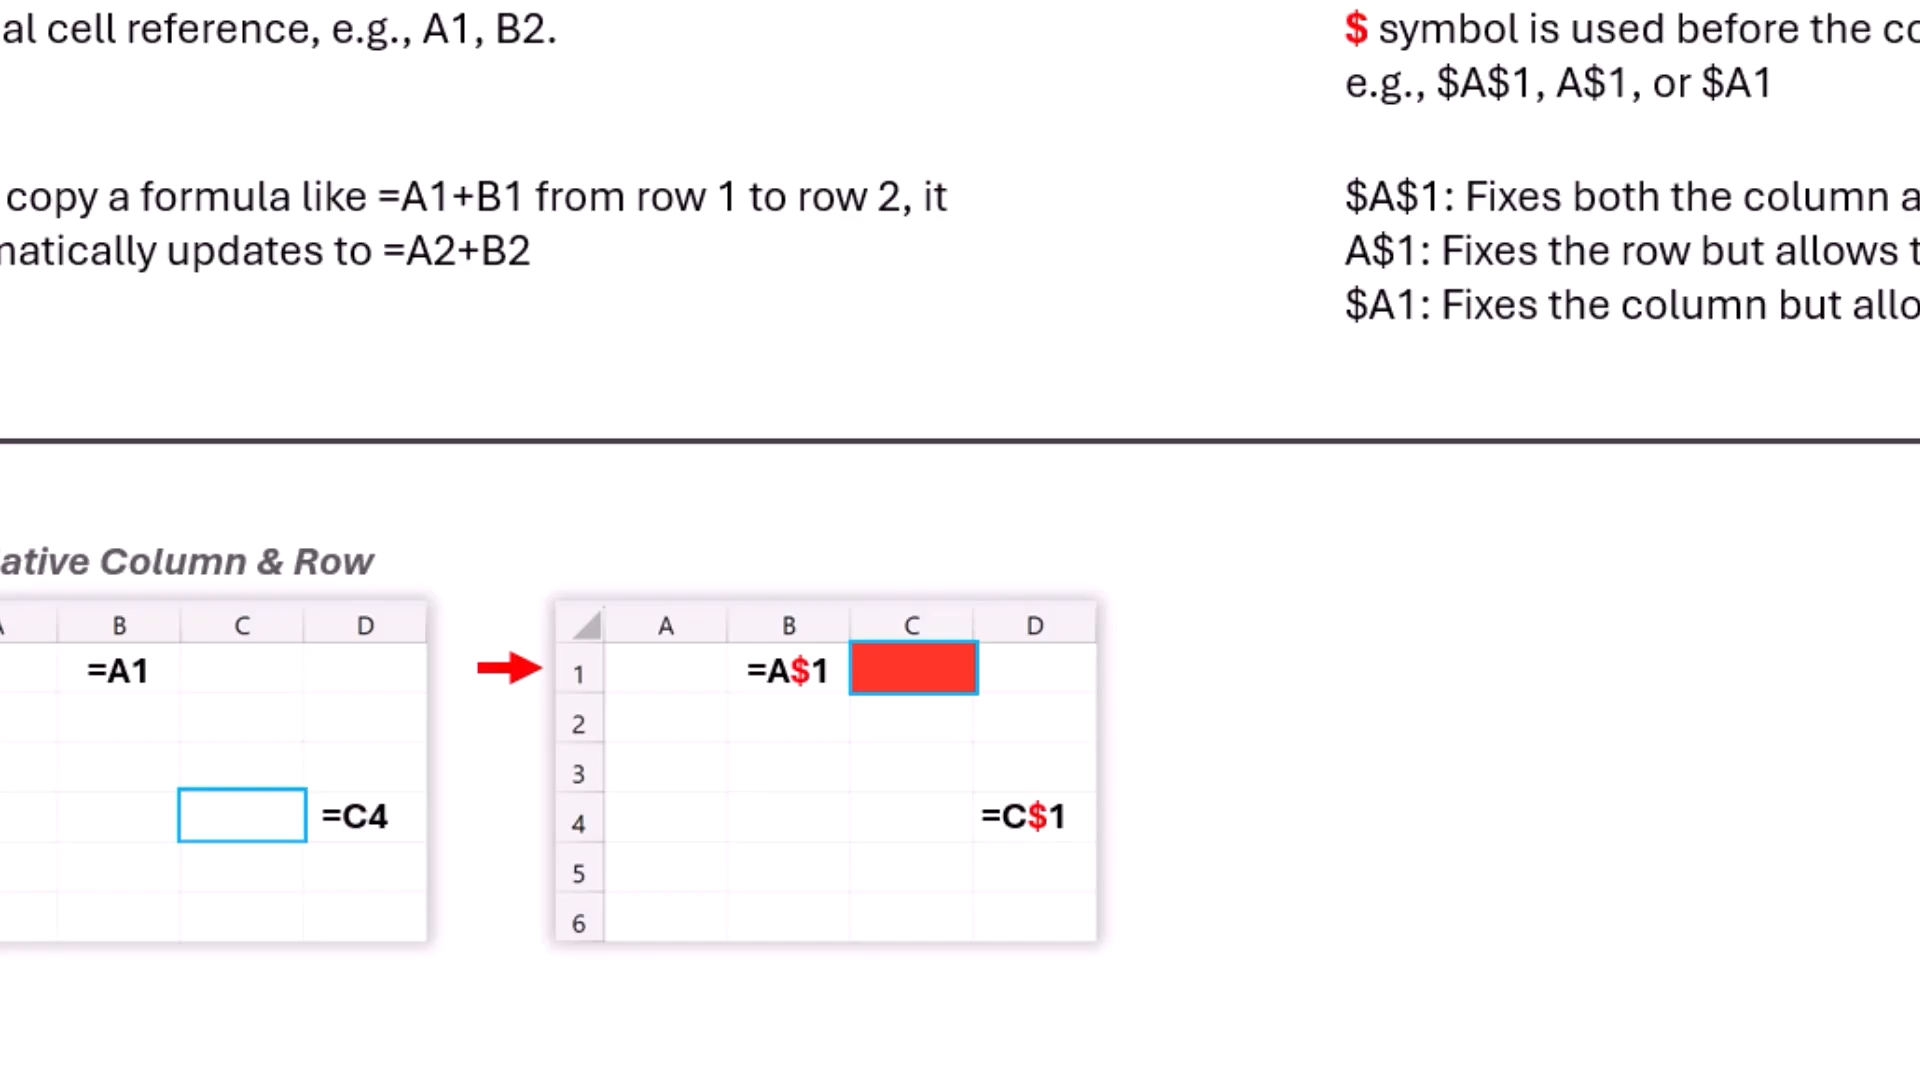 al cell reference, e.g., A1, B2.
copy a formula like =A1+B1 from row 1 to row 2, it
matically updates to =A2+B2
$ symbol is used before the co
e.g., $A$1, A$1, or $A1
$A$1: Fixes both the column a
A$1: Fixes the row but allows t
$A1: Fixes the column but allo
ative Column & Row
A B C D
=A1
=C4
A B C D
1 =A$1
2
3
4 =C$1
5
6